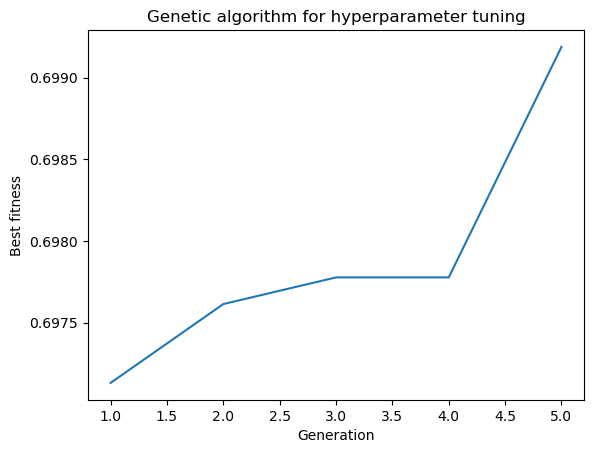 Genetic algorithm for hyperparameter tuning
0.6990
0.6985
0.6980
0.6975
Best fitness
1.0 1.5 2.0 2.5 3.0 3.5 4.0 4.5 5.0
Generation